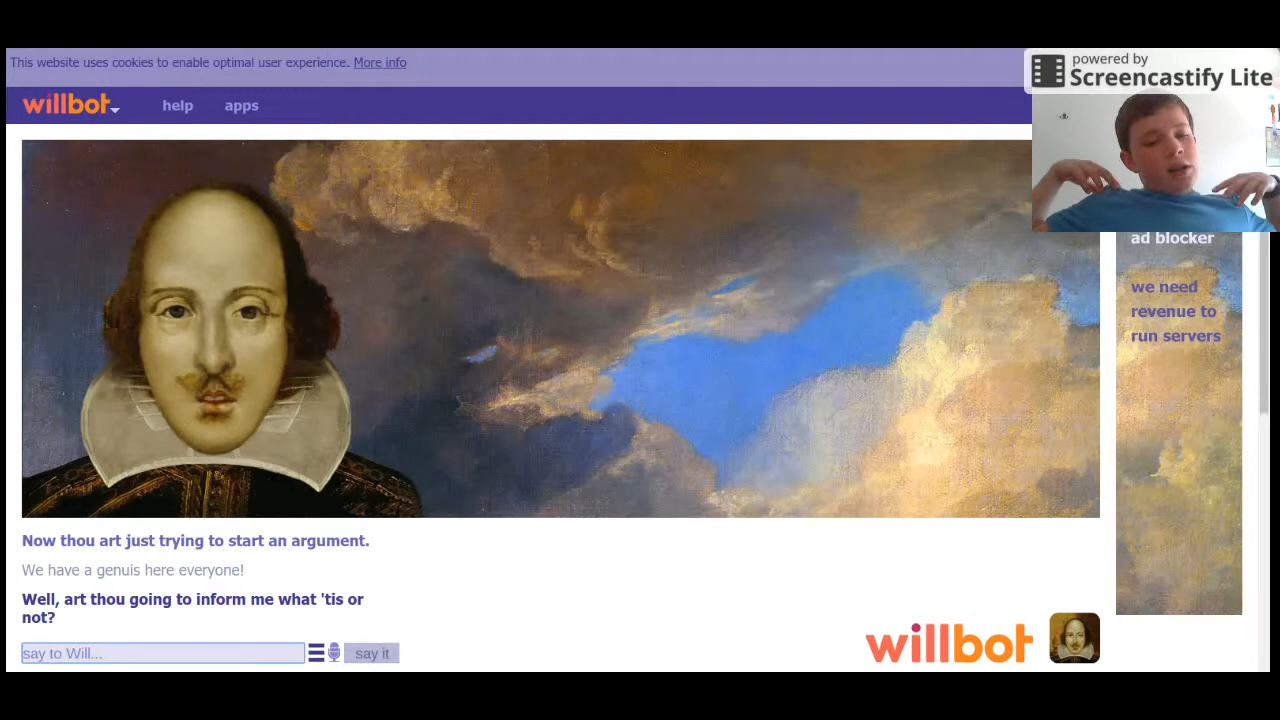 This website uses cookies to enable optimal user experience. More info
powered by
Screencastify Lite
willbot
help
apps
ad blocker
we need
revenue to
run servers
Now thou art just trying to start an argument.
We have a genuis here everyone!
Well, art thou going to inform me what 'tis or
not?
say to Will...
say it
willbot